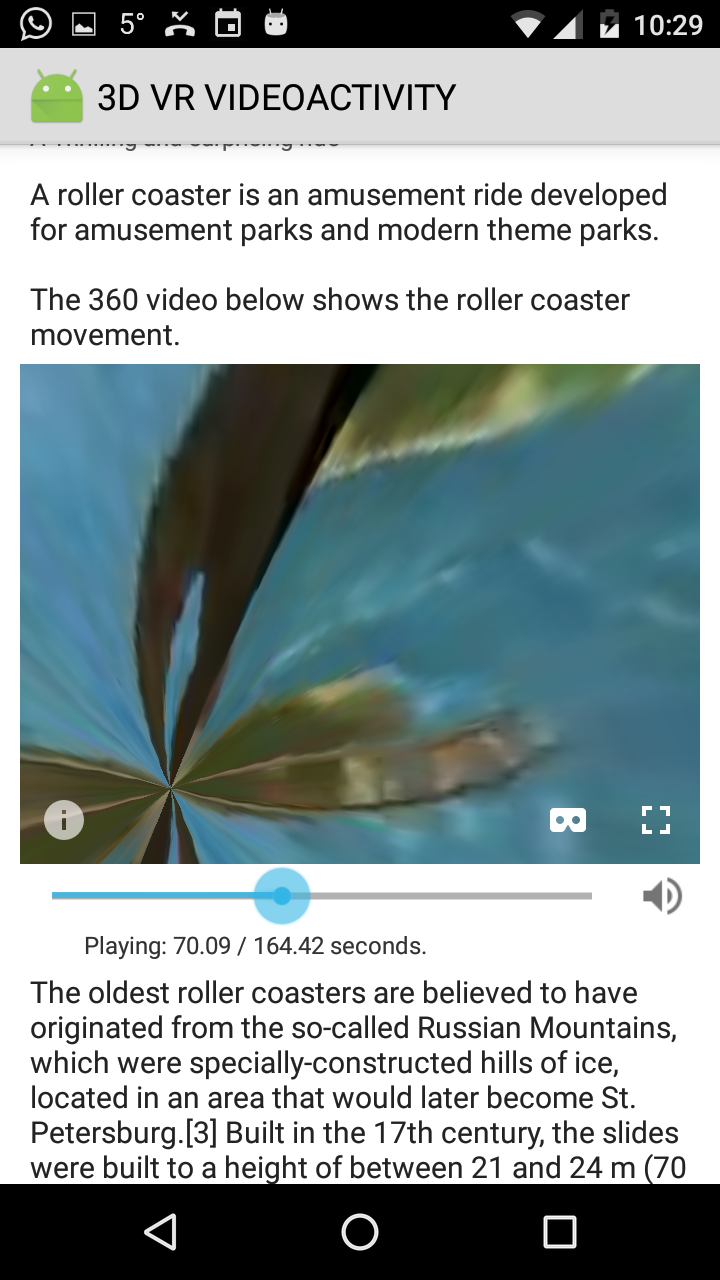 5°
10:29
3D VR VIDEOACTIVITY
A roller coaster is an amusement ride developed
for amusement parks and modern theme parks.
The 360 video below shows the roller coaster
movement.
Playing: 70.09 / 164.42 seconds.
The oldest roller coasters are believed to have
originated from the so-called Russian Mountains,
which were specially-constructed hills of ice,
located in an area that would later become St.
Petersburg.[3] Built in the 17th century, the slides
were built to a height of between 21 and 24 m (70